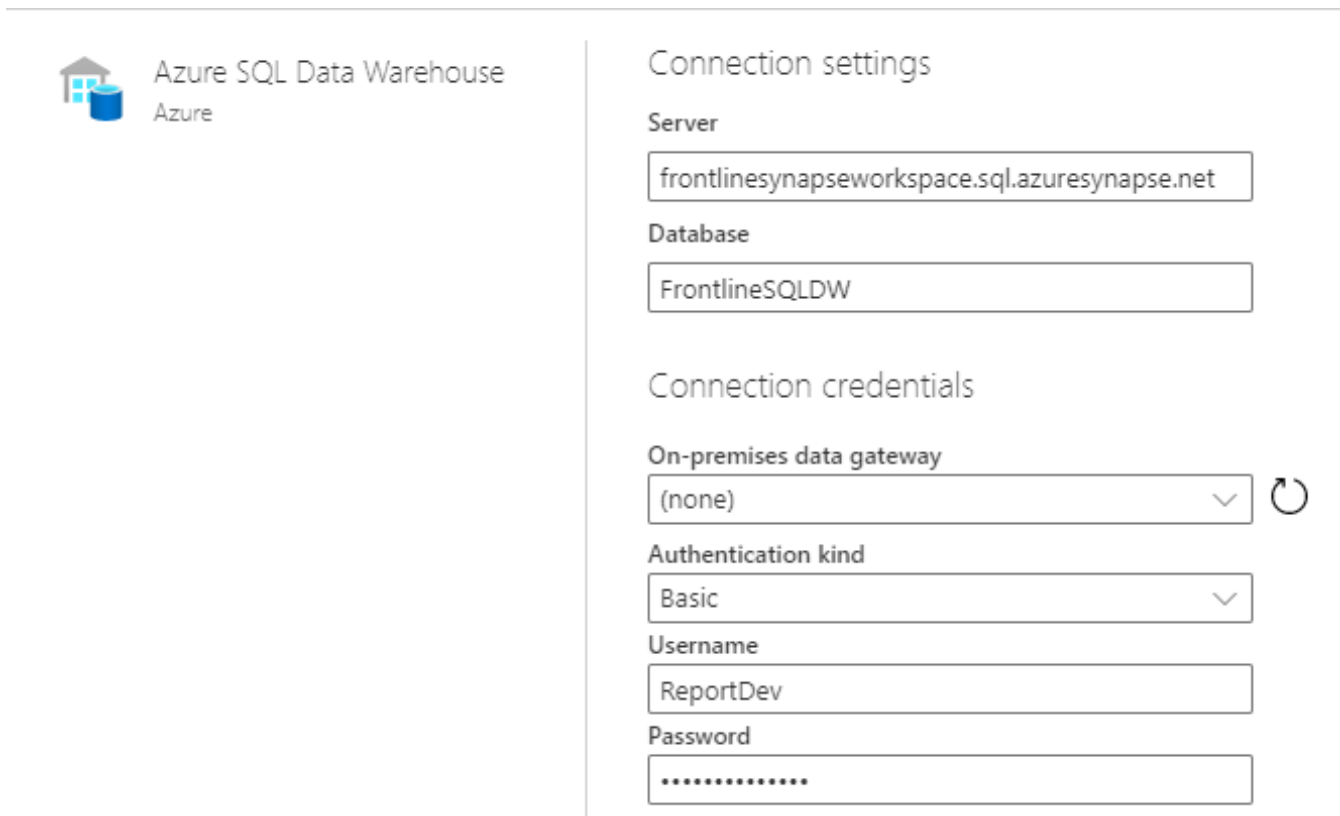 Azure SQL Data Warehouse
Azure
Connection settings
Server
frontlinesynapseworkspace.sql.azuresynapse.net
Database
FrontlineSQLDW
Connection credentials
On-premises data gateway
(none)
Authentication kind
Basic
Username
ReportDev
Password
••••••••••••••